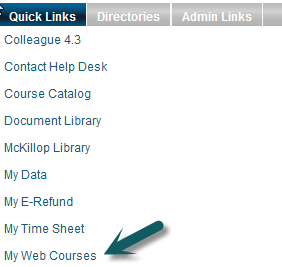 Quick Links Directories Admin Links
Colleague 4.3
Contact Help Desk
Course Catalog
Document Library
McKillop Library
My Data
My E-Refund
My Time Sheet
My Web Courses